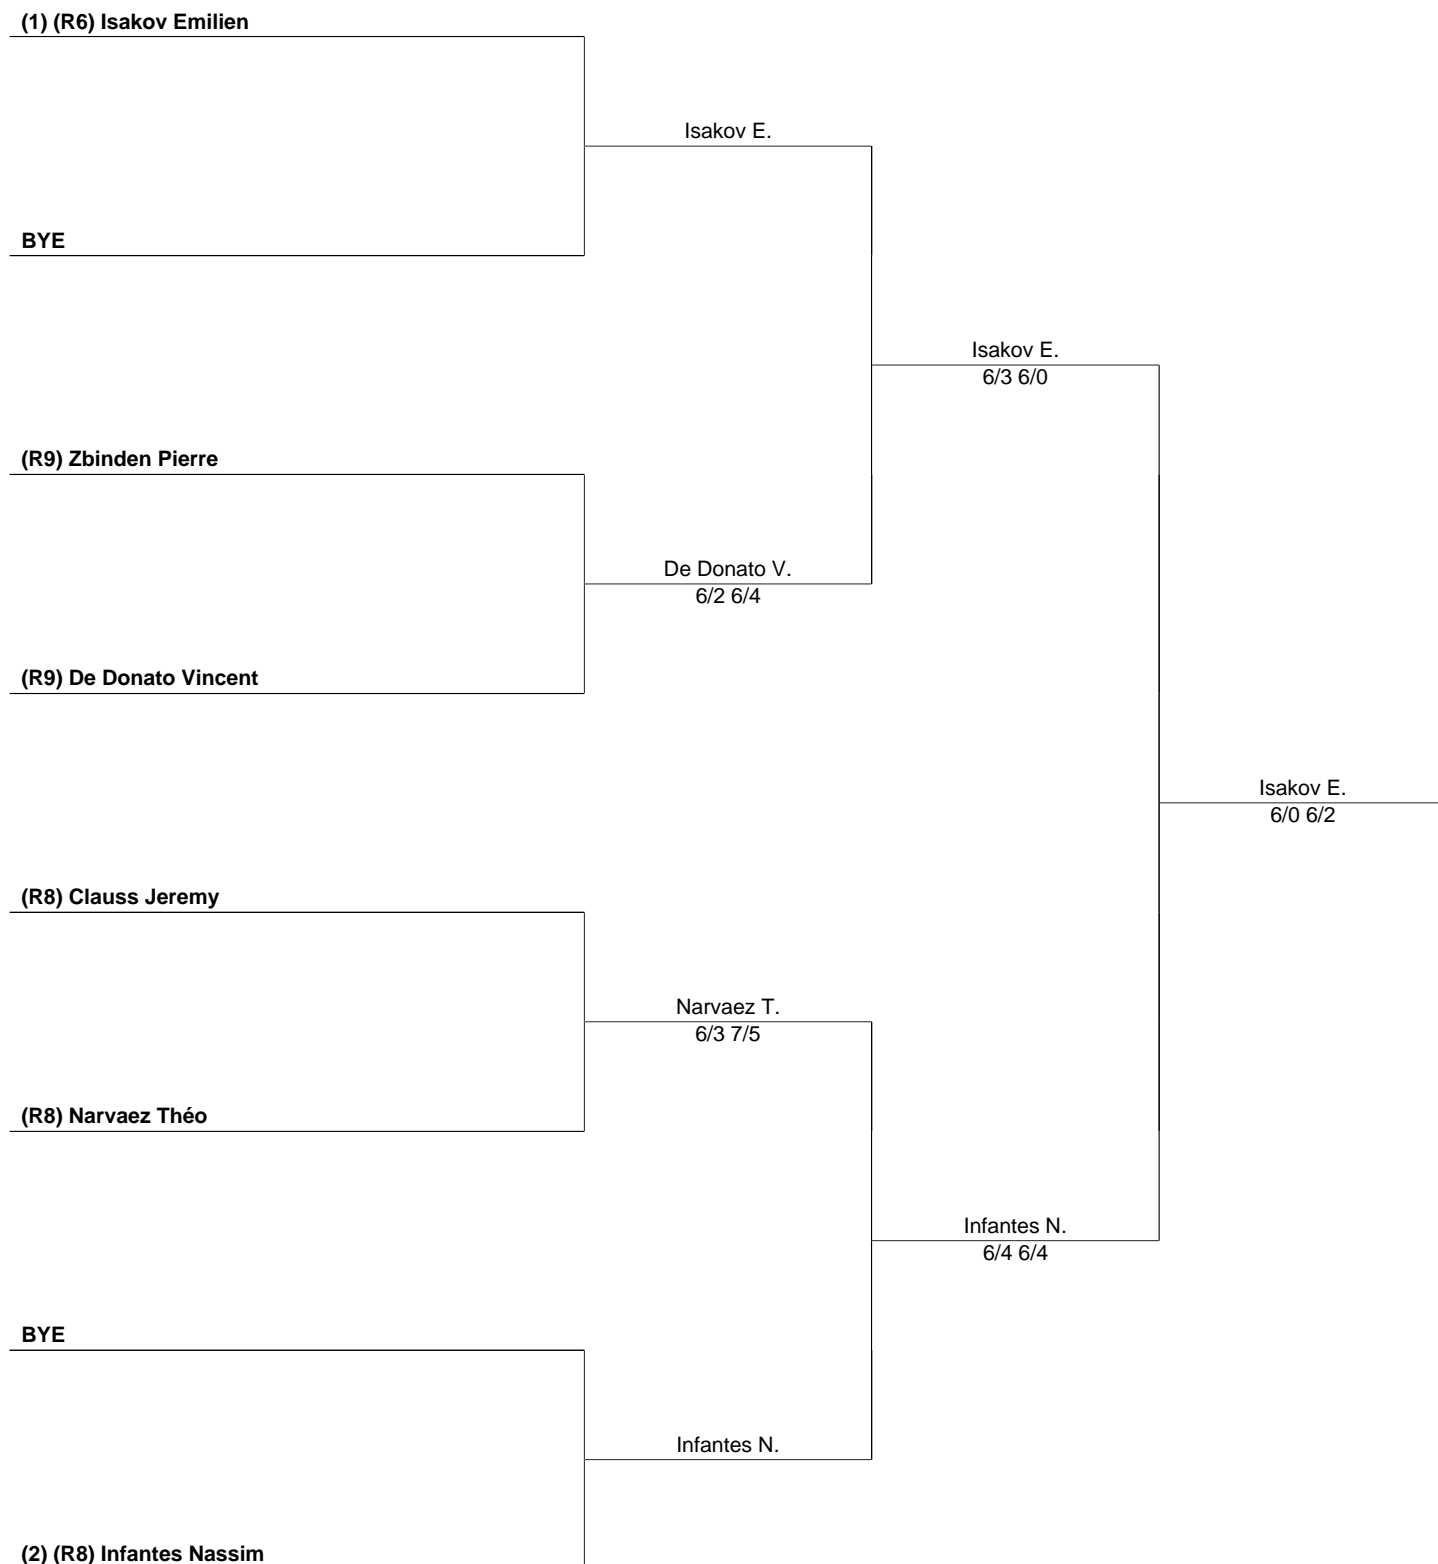 (1) (R6) Isakov Emilien
Isakov E.
BYE
Isakov E.
6/3 6/0
(R9) Zbinden Pierre
De Donato V.
6/2 6/4
(R9) De Donato Vincent
Isakov E.
6/0 6/2
(R8) Clauss Jeremy
Narvaez T.
6/3 7/5
(R8) Narvaez Théo
Infantes N.
6/4 6/4
BYE
Infantes N.
(2) (R8) Infantes Nassim